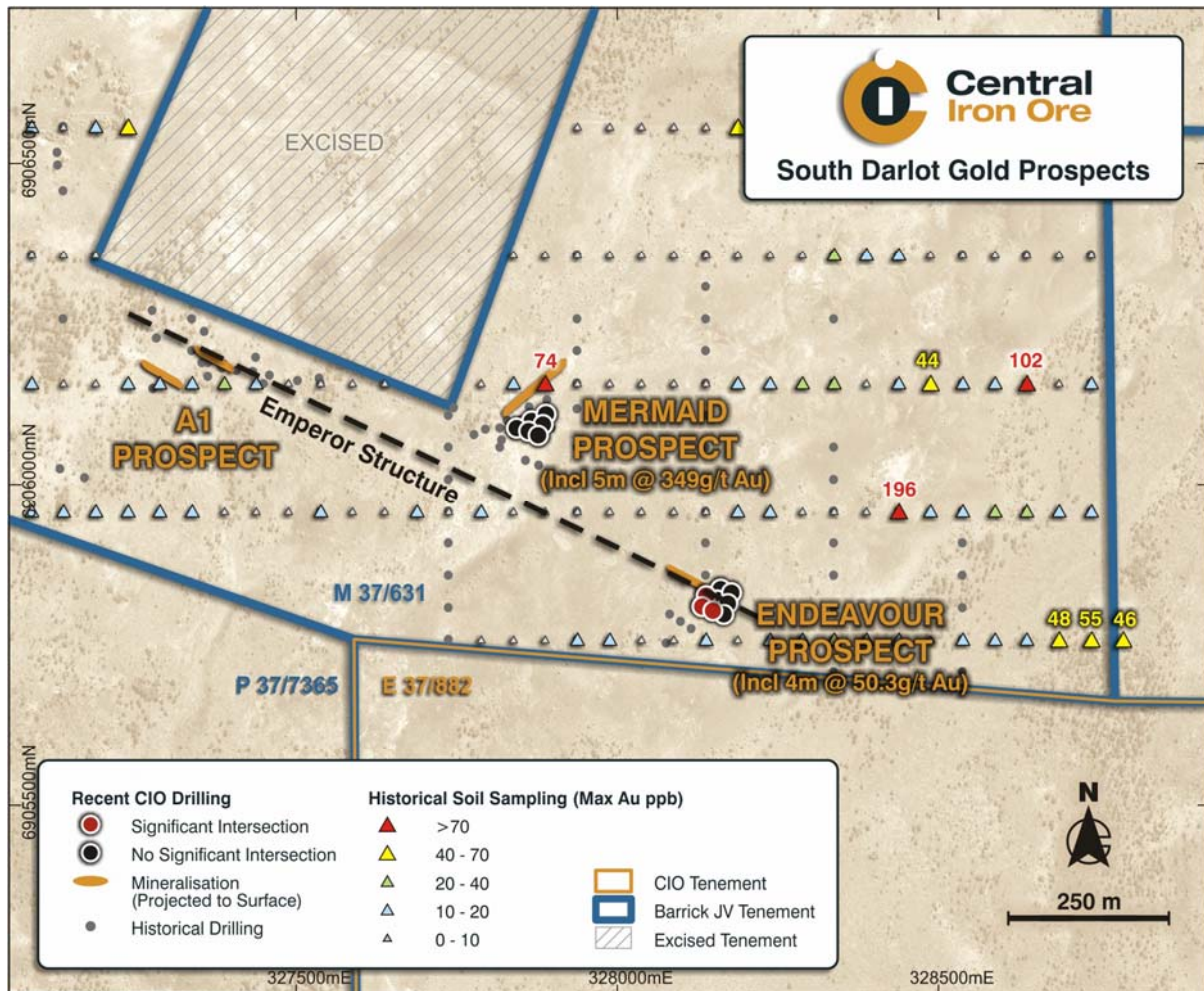 Central
Iron Ore
South Darlot Gold Prospects
EXCISED
6906500mN
74
44
102
MERMAID
PROSPECT
(Incl 5m @ 349g/t Au)
A1
PROSPECT
Emperor Structure
6906000mN
196
M 37/631
ENDEAVOUR
PROSPECT
(Incl 4m @ 50.3g/t Au)
48
55
46
P 37/7365
E 37/882
6905500mN
Recent CIO Drilling
Significant Intersection
No Significant Intersection
Mineralisation
(Projected to Surface)
Historical Drilling
Historical Soil Sampling (Max Au ppb)
>70
40 - 70
20 - 40
10 - 20
0 - 10
CIO Tenement
Barrick JV Tenement
Excised Tenement
N
250 m
327500mE
328000mE
328500mE